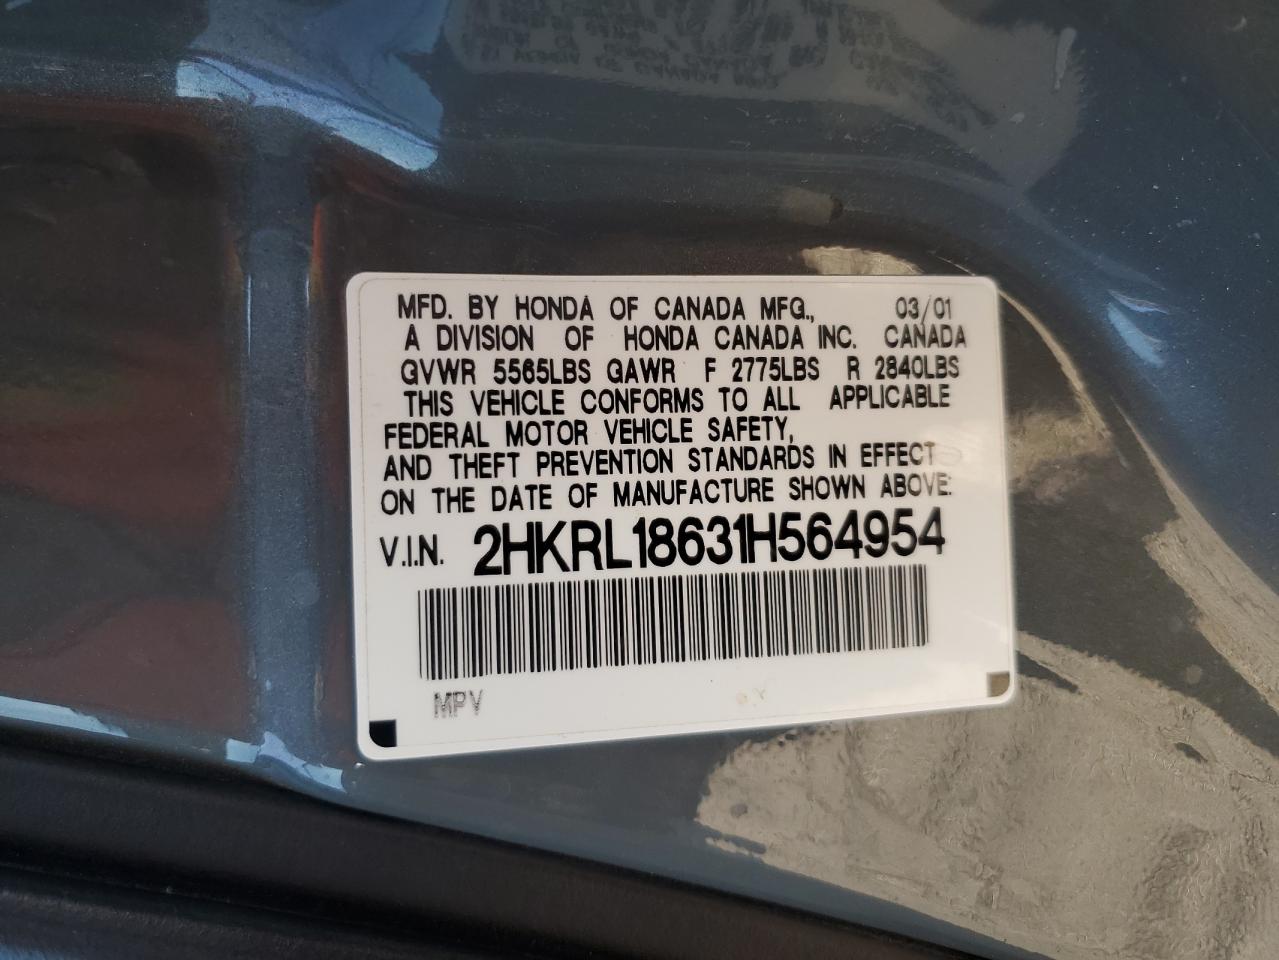 MFD. BY HONDA OF CANADA MFG., 03/01
A DIVISION OF HONDA CANADA INC. CANADA
GVWR 5565LBS GAWR F 2775LBS R 2840LBS
THIS VEHICLE CONFORMS TO ALL APPLICABLE
FEDERAL MOTOR VEHICLE SAFETY,
AND THEFT PREVENTION STANDARDS IN EFFECT
ON THE DATE OF MANUFACTURE SHOWN ABOVE.
V.I.N. 2HKRL18631H564954
MPV